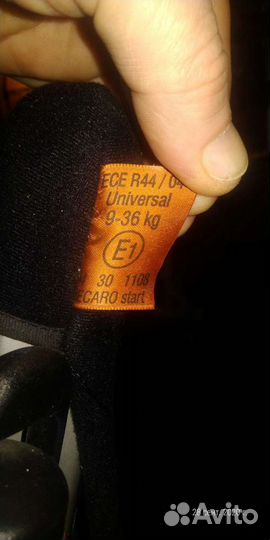 ECE R44 / 04
Universal
9-36 kg
E1
30 1108
ECARO start
Avito